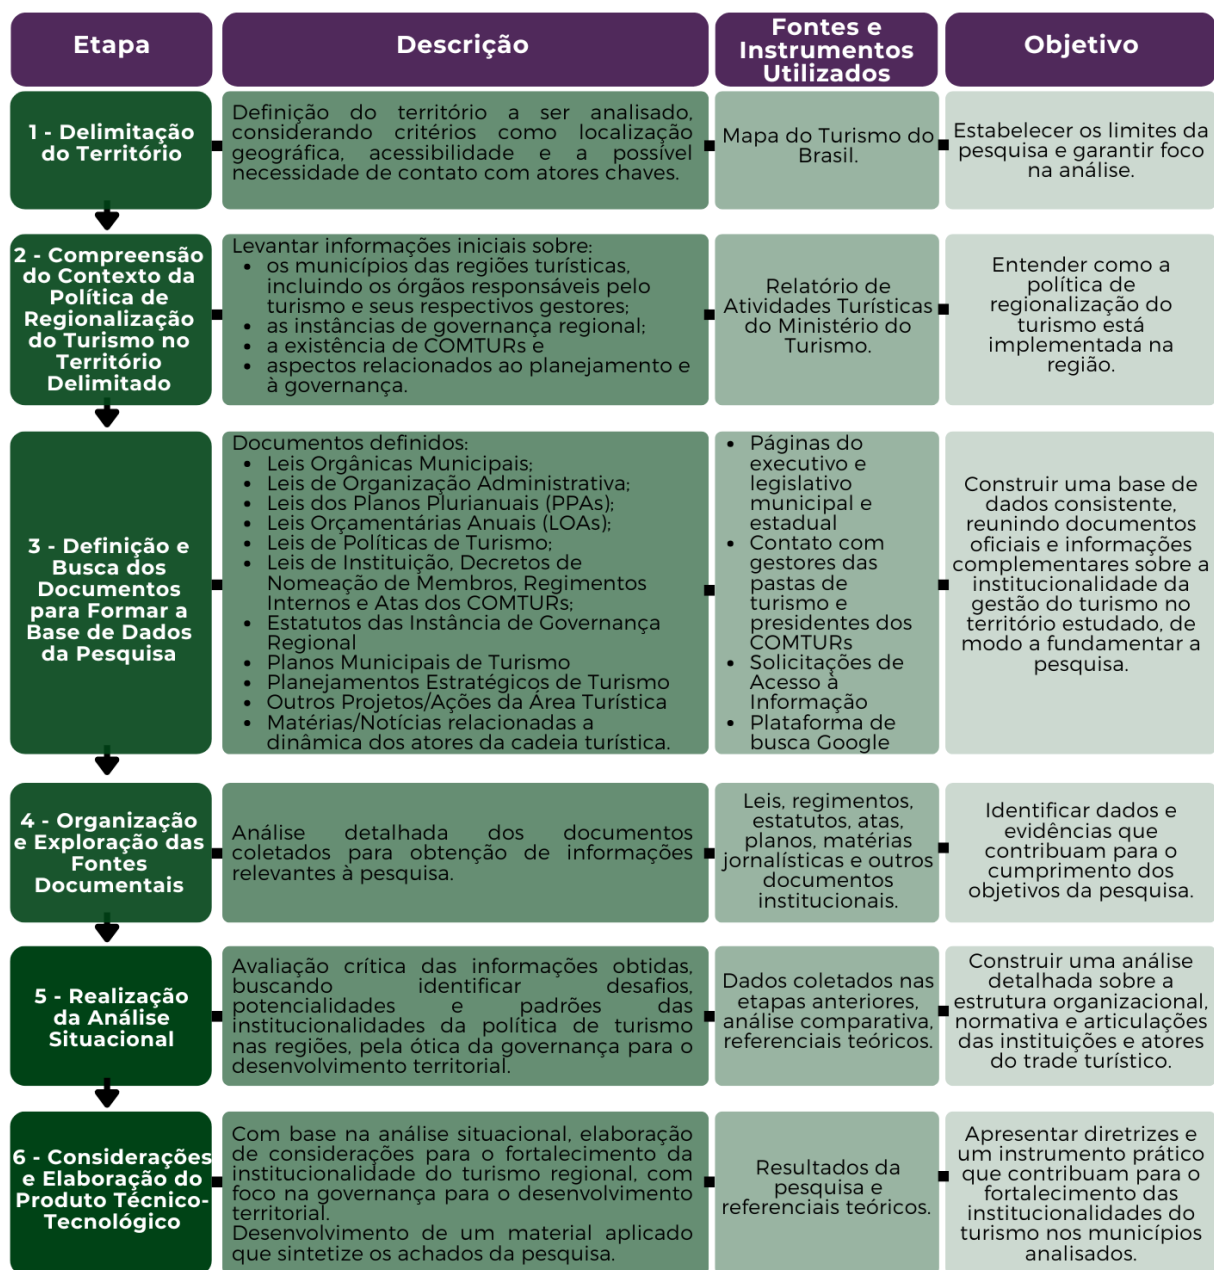 Etapa
Descrição
Fontes e
Instrumentos
Utilizados
Objetivo
1 - Delimitação
do Território
Definição do território a ser analisado,
considerando critérios como localização
geográfica, acessibilidade e a possível
necessidade de contato com atores chaves.
Mapa do Turismo do
Brasil.
Estabelecer os limites da
pesquisa e garantir foco
na análise.
2 - Compreensão
do Contexto da
Política de
Regionalização
do Turismo no
Território
Delimitado
Levantar informações iniciais sobre:
• os municípios das regiões turísticas,
incluindo os órgãos responsáveis pelo
turismo e seus respectivos gestores;
• as instâncias de governança regional;
• a existência de COMTURs e
• aspectos relacionados ao planejamento e
à governança.
Relatório de
Atividades Turísticas
do Ministério do
Turismo.
Entender como a
política de
regionalização do
turismo está
implementada na
região.
3 - Definição e
Busca dos
Documentos
para Formar a
Base de Dados
da Pesquisa
Documentos definidos:
• Leis Orgânicas Municipais;
• Leis de Organização Administrativa;
• Leis dos Planos Plurianuais (PPAs);
• Leis Orçamentárias Anuais (LOAs);
• Leis de Políticas de Turismo;
• Leis de Instituição, Decretos de
Nomeação de Membros, Regimentos
Internos e Atas dos COMTURs;
• Estatutos das Instância de Governança
Regional
• Planos Municipais de Turismo
• Planejamentos Estratégicos de Turismo
• Outros Projetos/Ações da Área Turística
• Matérias/Notícias relacionadas a
dinâmica dos atores da cadeia turística.
• Páginas do
executivo e
legislativo
municipal e
estadual
• Contato com
gestores das
pastas de
turismo e
presidentes dos
COMTURs
• Solicitações de
Acesso à
Informação
• Plataforma de
busca Google
Construir uma base de
dados consistente,
reunindo documentos
oficiais e informações
complementares sobre a
institucionalidade da
gestão do turismo no
território estudado, de
modo a fundamentar a
pesquisa.
4 - Organização
e Exploração das
Fontes
Documentais
Análise detalhada dos documentos
coletados para obtenção de informações
relevantes à pesquisa.
Leis, regimentos,
estatutos, atas,
planos, matérias
jornalísticas e outros
documentos
institucionais.
Identificar dados e
evidências que
contribuam para o
cumprimento dos
objetivos da pesquisa.
5 - Realização
da Análise
Situacional
Avaliação crítica das informações obtidas,
buscando identificar desafios,
potencialidades e padrões das
institucionalidades da política de turismo
nas regiões, pela ótica da governança para o
desenvolvimento territorial.
Dados coletados nas
etapas anteriores,
análise comparativa,
referenciais teóricos.
Construir uma análise
detalhada sobre a
estrutura organizacional,
normativa e articulações
das instituições e atores
do trade turístico.
6 - Considerações
e Elaboração do
Produto Técnico-
Tecnológico
Com base na análise situacional, elaboração
de considerações para o fortalecimento da
institucionalidade do turismo regional, com
foco na governança para o desenvolvimento
territorial.
Desenvolvimento de um material aplicado
que sintetize os achados da pesquisa.
Resultados da
pesquisa e
referenciais teóricos.
Apresentar diretrizes e
um instrumento prático
que contribuam para o
fortalecimento das
institucionalidades do
turismo nos municípios
analisados.